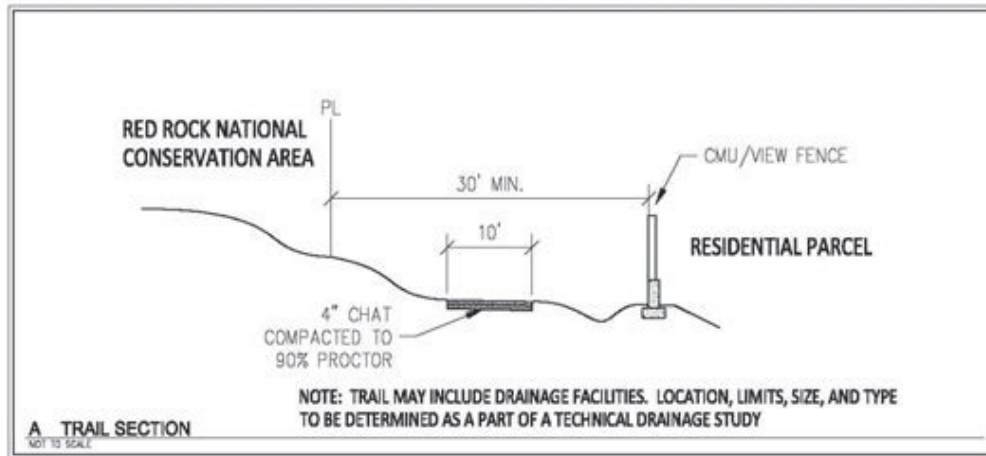 PL
RED ROCK NATIONAL
CONSERVATION AREA
CMU/VIEW FENCE
30' MIN.
10'
RESIDENTIAL PARCEL
4" CHAT
COMPACTED TO
90% PROCTOR
NOTE: TRAIL MAY INCLUDE DRAINAGE FACILITIES. LOCATION, LIMITS, SIZE, AND TYPE
TO BE DETERMINED AS A PART OF A TECHNICAL DRAINAGE STUDY
A TRAIL SECTION
NOT TO SCALE